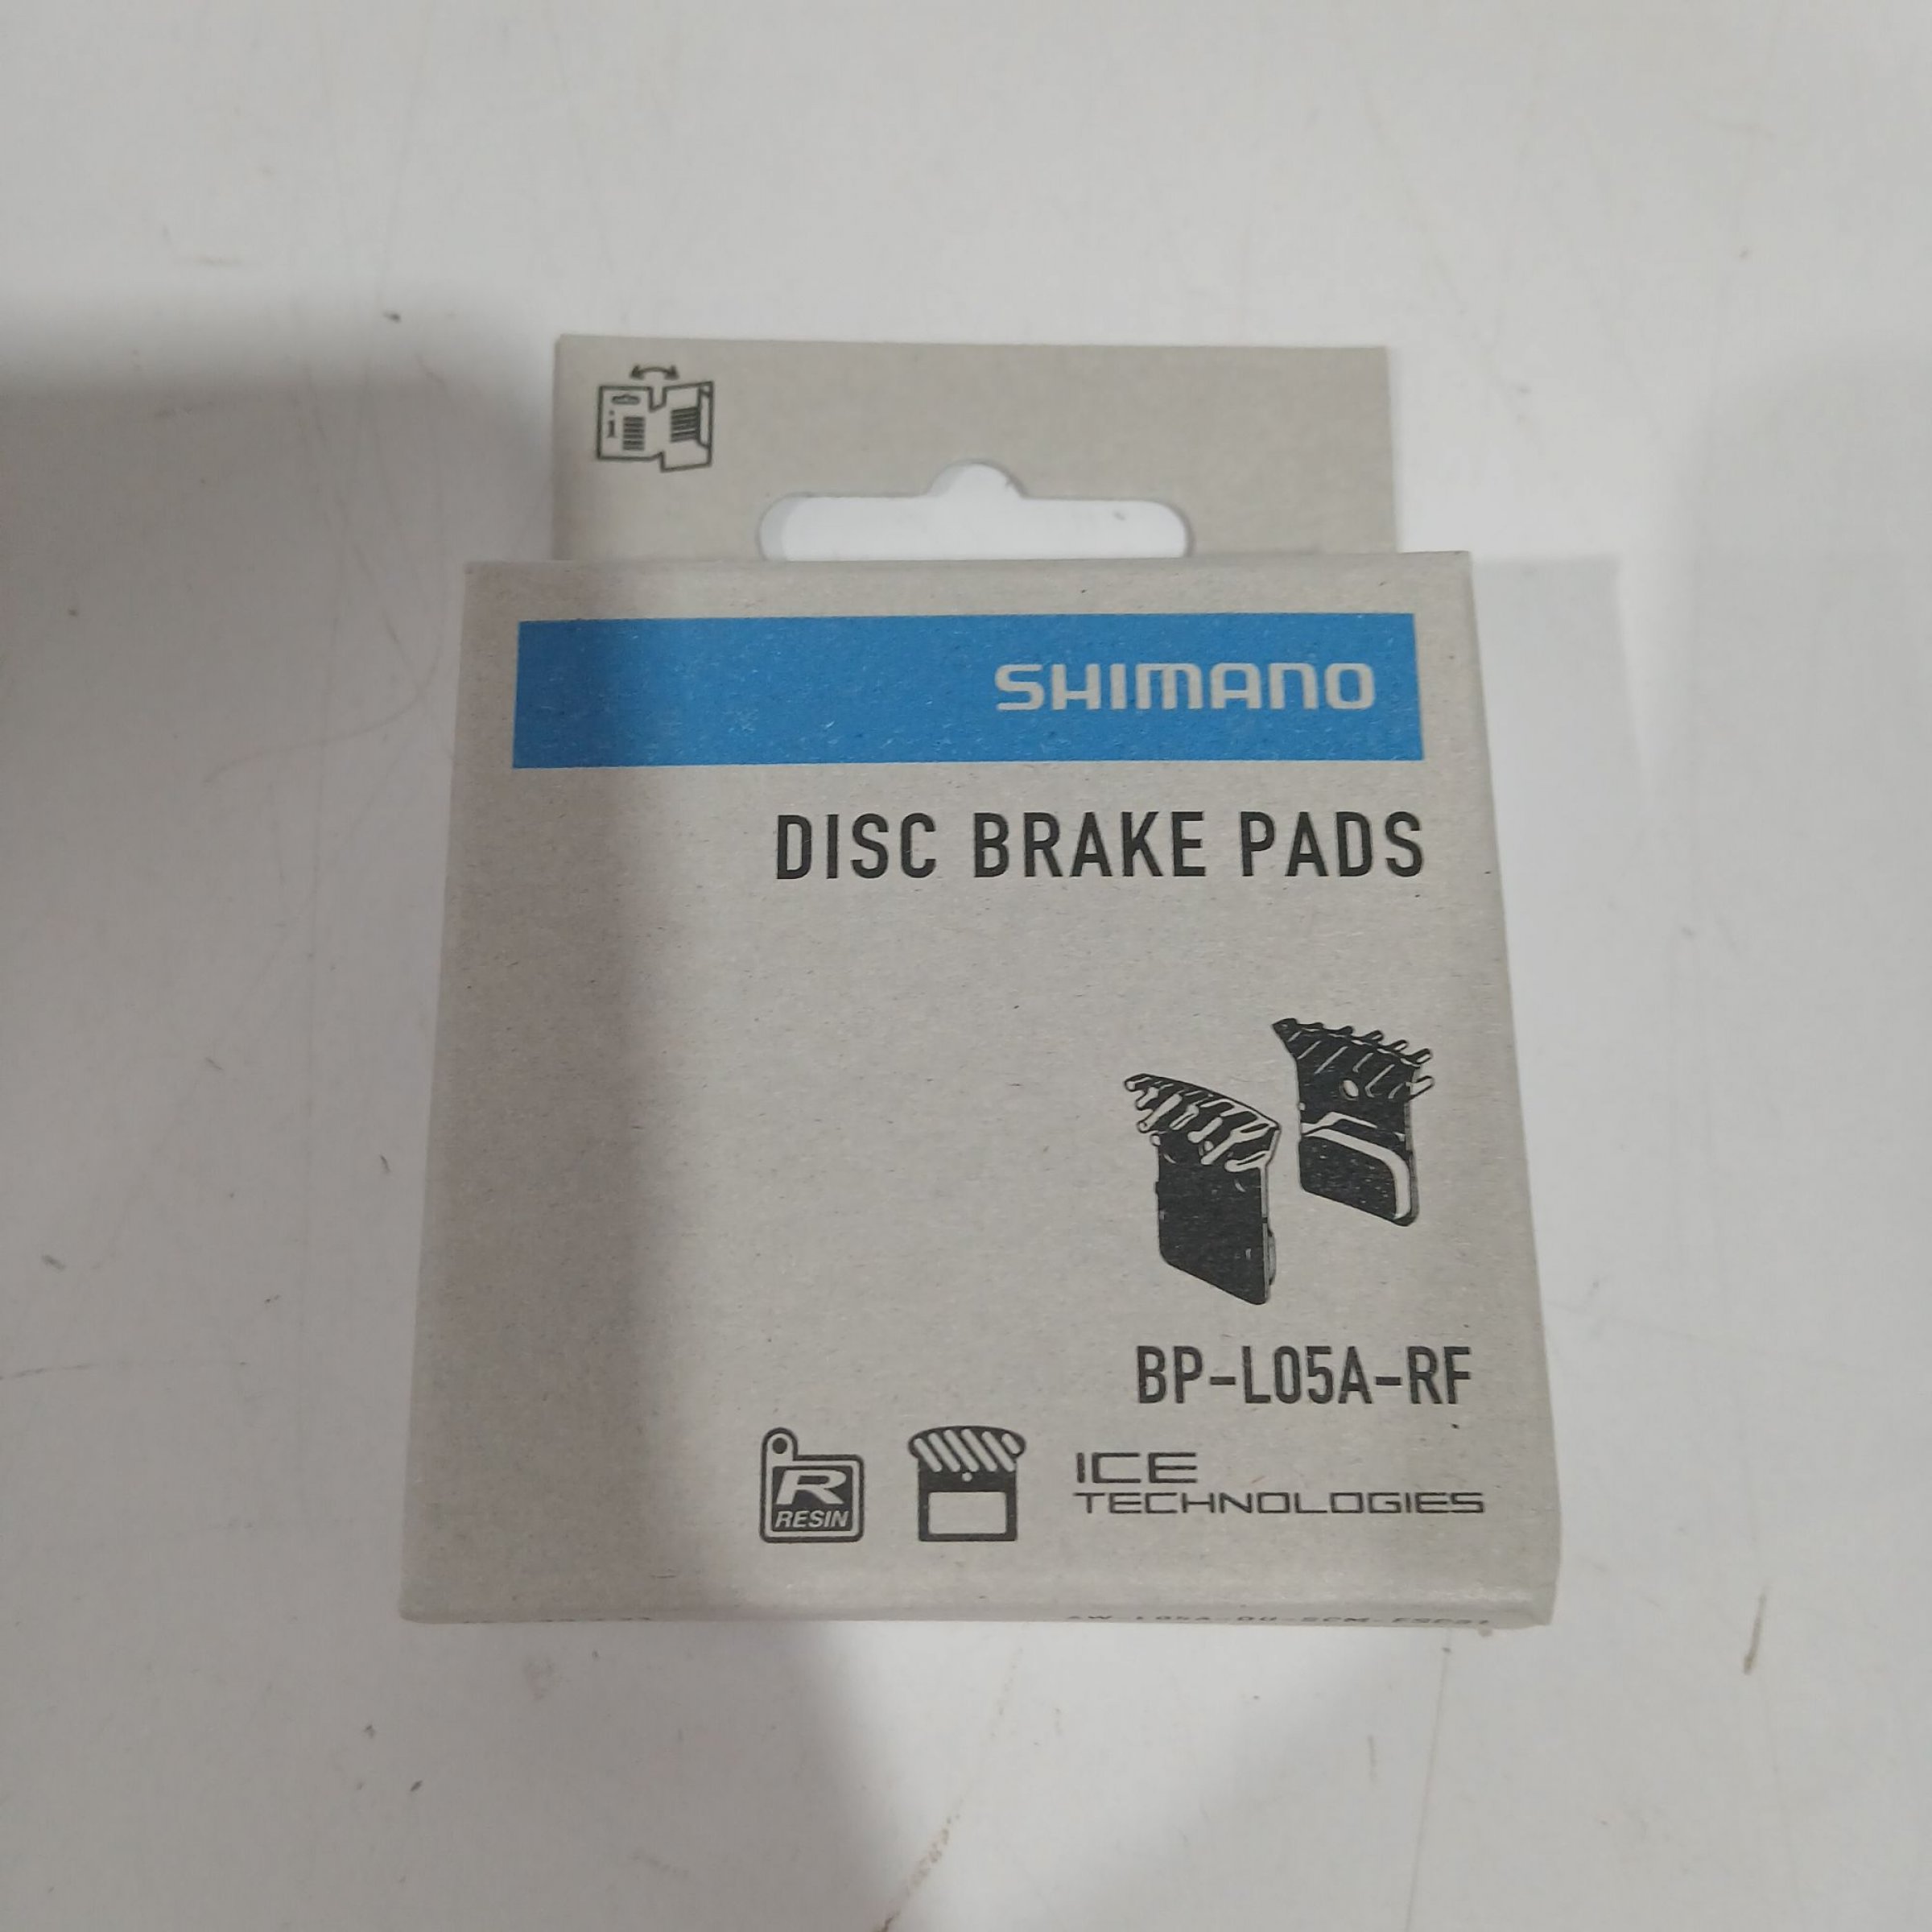 SHIMANO
DISC BRAKE PADS
BP-L05A-RF
R
RESIN
ICE
TECHNOLOGIES